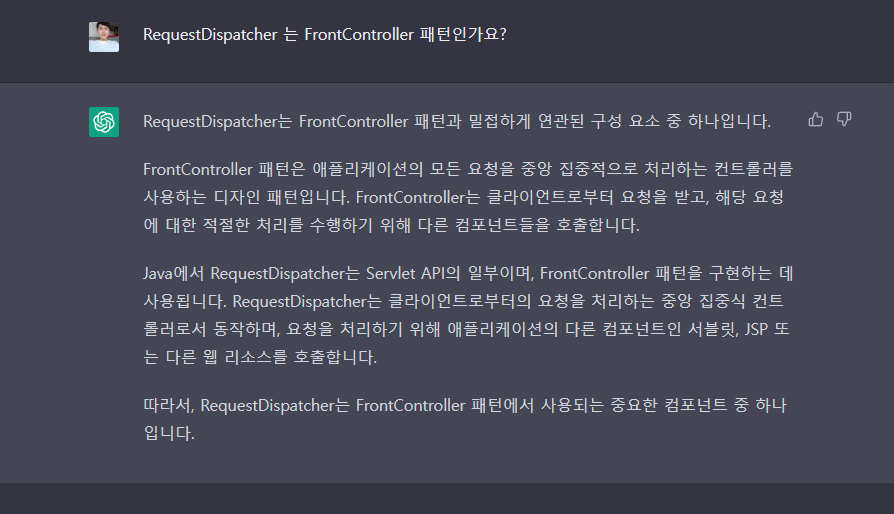 RequestDispatcher 는 FrontController 패턴인가요?
RequestDispatcher는 FrontController 패턴과 밀접하게 연관된 구성 요소 중 하나입니다.
FrontController 패턴은 애플리케이션의 모든 요청을 중앙 집중적으로 처리하는 컨트롤러를
사용하는 디자인 패턴입니다. FrontController는 클라이언트로부터 요청을 받고, 해당 요청
에 대한 적절한 처리를 수행하기 위해 다른 컴포넌트들을 호출합니다.
Java에서 RequestDispatcher는 Servlet API의 일부이며, FrontController 패턴을 구현하는 데
사용됩니다. RequestDispatcher는 클라이언트로부터의 요청을 처리하는 중앙 집중식 컨트
롤러로서 동작하며, 요청을 처리하기 위해 애플리케이션의 다른 컴포넌트인 서블릿, JSP 또
는 다른 웹 리소스를 호출합니다.
따라서, RequestDispatcher는 FrontController 패턴에서 사용되는 중요한 컴포넌트 중 하나
입니다.